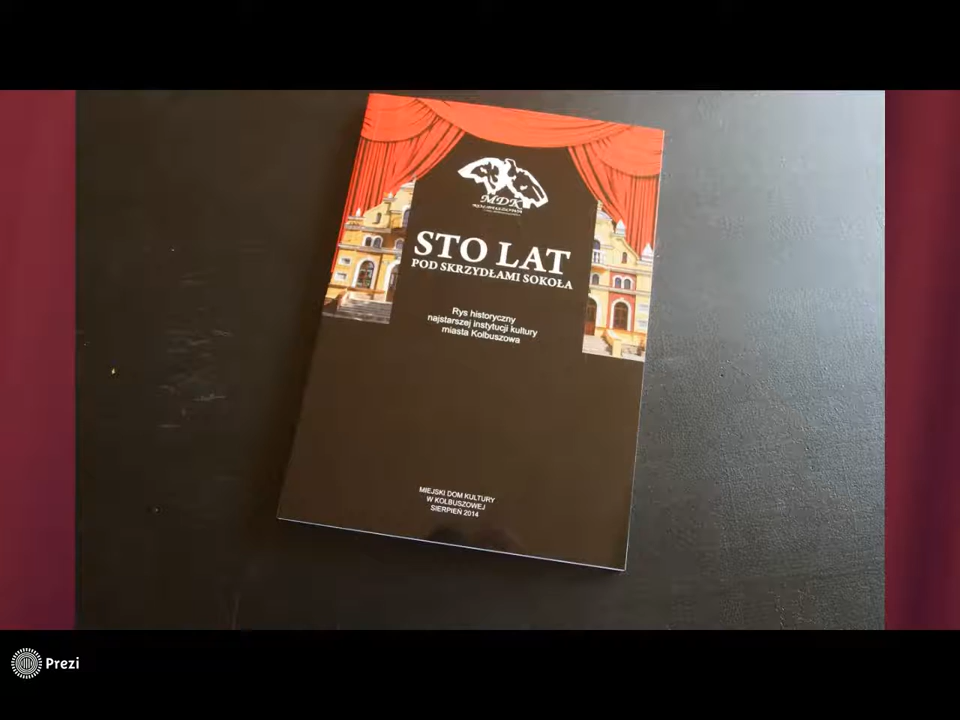 MDK
STO LAT
POD SKRZYDŁAMI SOKOŁA
Rys historyczny
najstarszej instytucji kultury
miasta Kolbuszowa
MIEJSKI DOM KULTURY
W KOLBUSZOWEJ
SIERPIEŃ 2014
Prezi